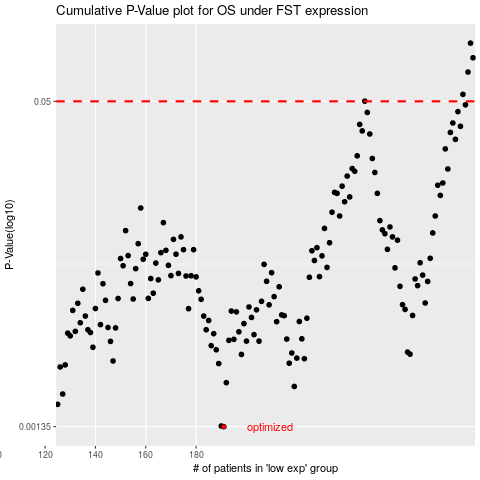 Cumulative P-Value plot for OS under FST expression
0.05
P-Value(log10)
0.00135
optimized
0 120 140 160 180
# of patients in 'low exp' group